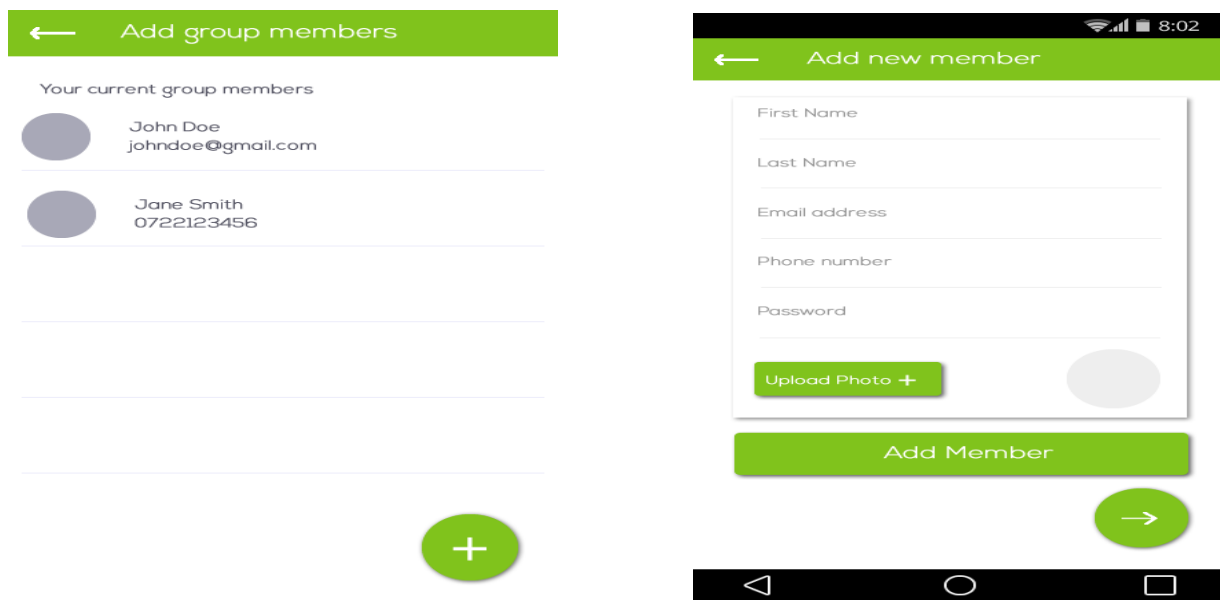 Add group members
Your current group members
John Doe
johndoe@gmail.com
Jane Smith
0722123456
8:02
Add new member
First Name
Last Name
Email address
Phone number
Password
Upload Photo +
Add Member